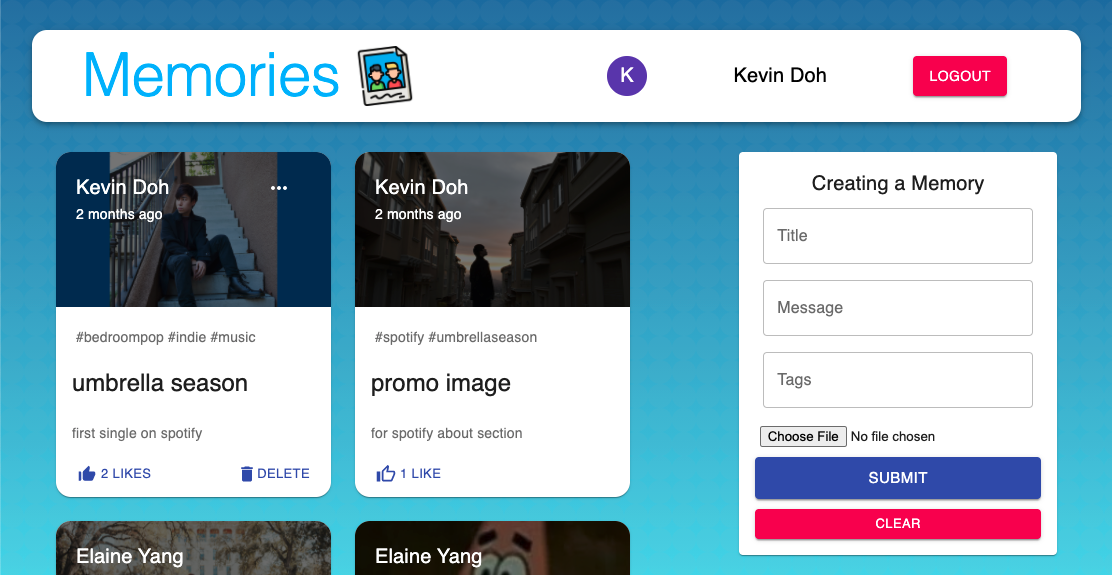 Memories
K
Kevin Doh
LOGOUT
Kevin Doh
2 months ago
#bedroompop #indie #music
umbrella season
first single on spotify
2 LIKES
DELETE
Kevin Doh
2 months ago
#spotify #umbrellaseason
promo image
for spotify about section
1 LIKE
Elaine Yang
Elaine Yang
Creating a Memory
Title
Message
Tags
Choose File No file chosen
SUBMIT
CLEAR